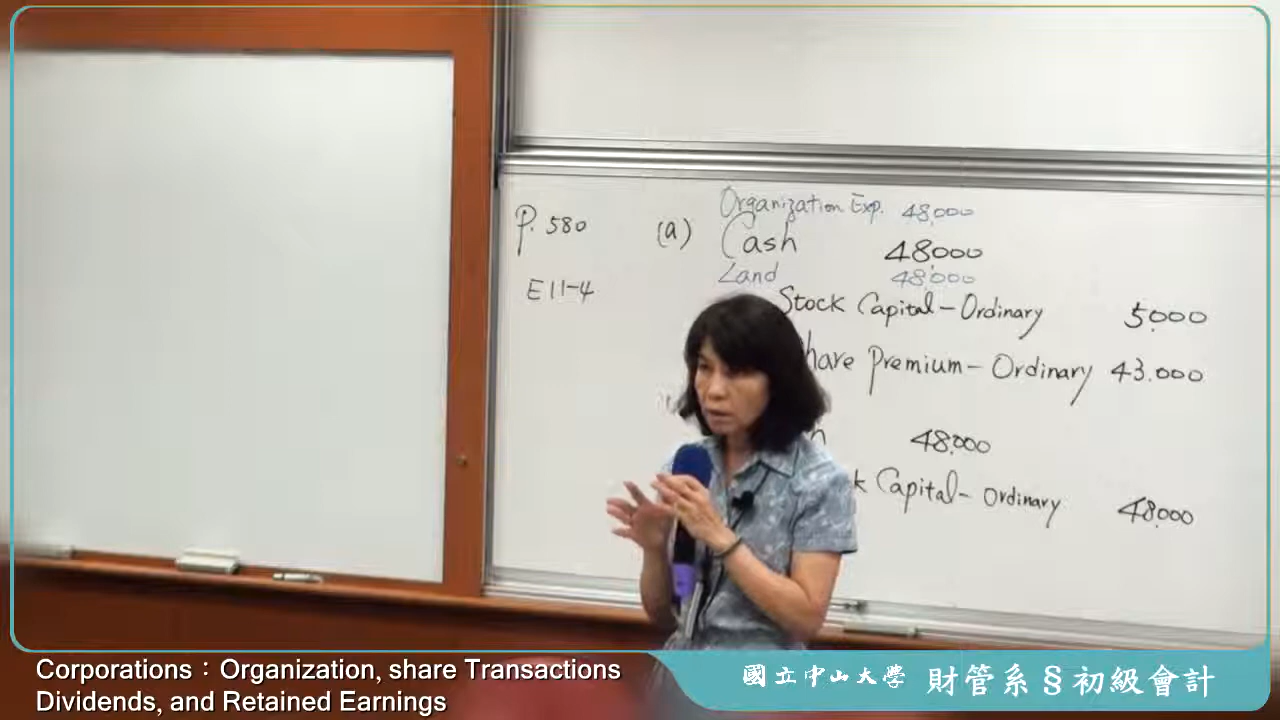 P. 580
E 11-4
(a) Organization Exp. 48,000
Cash 48000
Land 48,000
Stock Capital - Ordinary 5,000
hare Premium - Ordinary 43.000
48,000
k Capital - Ordinary 48,000
Corporations：Organization, share Transactions
Dividends, and Retained Earnings
國立中山大學 財管系§初級會計